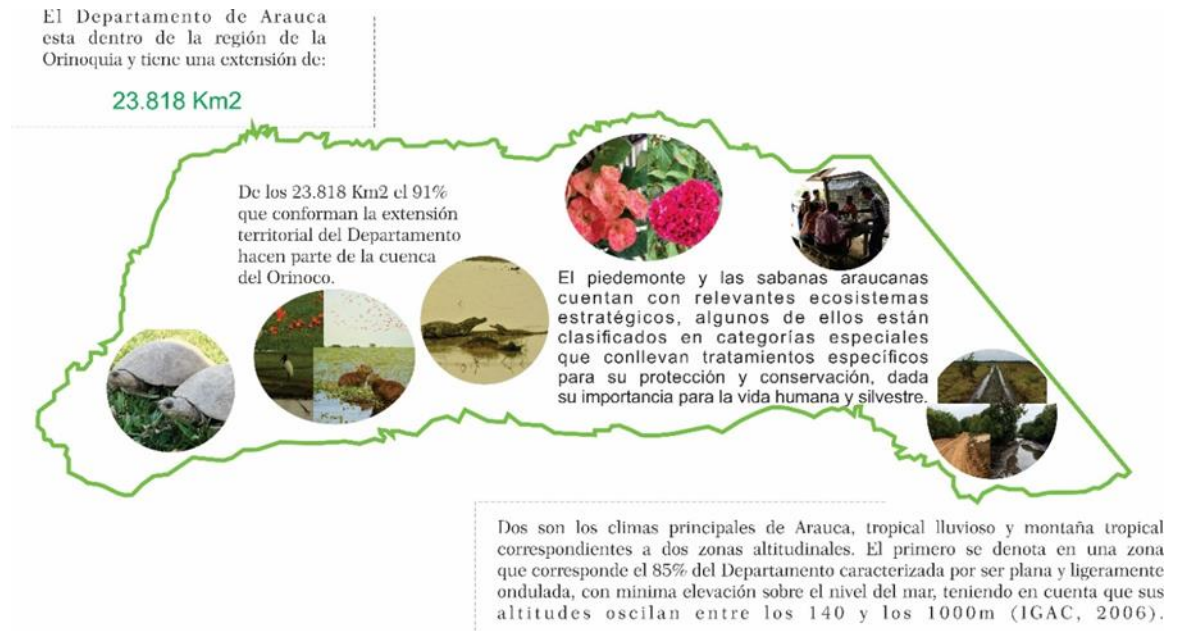 El Departamento de Arauca
esta dentro de la región de la
Orinoquia y tiene una extensión de:
23.818 Km2
De los 23.818 Km2 el 91%
que conforman la extensión
territorial del Departamento
hacen parte de la cuenca
del Orinoco.
El piedemonte y las sabanas araucanas
cuentan con relevantes ecosistemas
estratégicos, algunos de ellos están
clasificados en categorías especiales
que conllevan tratamientos específicos
para su protección y conservación, dada
su importancia para la vida humana y silvestre.
Dos son los climas principales de Arauca, tropical lluvioso y montaña tropical
correspondientes a dos zonas altitudinales. El primero se denota en una zona
que corresponde el 85% del Departamento caracterizada por ser plana y ligeramente
ondulada, con minima elevación sobre el nivel del mar, teniendo en cuenta que sus
altitudes oscilan entre los 140 y los 1000m (IGAC, 2006).